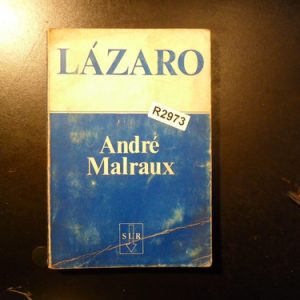 LÁZARO
R2973
André
Malraux
SUR